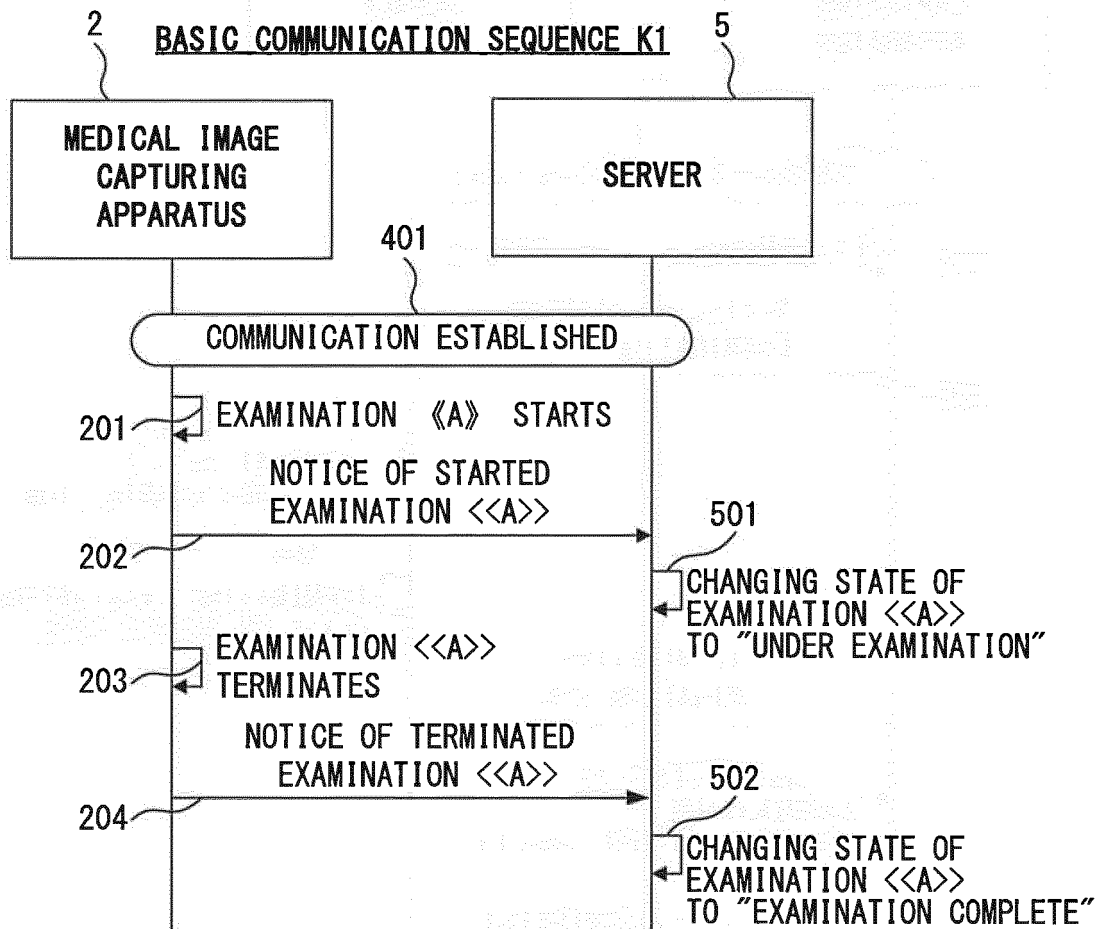 2
BASIC COMMUNICATION SEQUENCE K1
5
MEDICAL IMAGE
CAPTURING
APPARATUS
SERVER
401
COMMUNICATION ESTABLISHED
201
EXAMINATION 《A》 STARTS
NOTICE OF STARTED
EXAMINATION <<A>>
202
501
CHANGING STATE OF
EXAMINATION <<A>>
TO "UNDER EXAMINATION"
203
EXAMINATION <<A>>
TERMINATES
NOTICE OF TERMINATED
EXAMINATION <<A>>
204
502
CHANGING STATE OF
EXAMINATION <<A>>
TO "EXAMINATION COMPLETE"